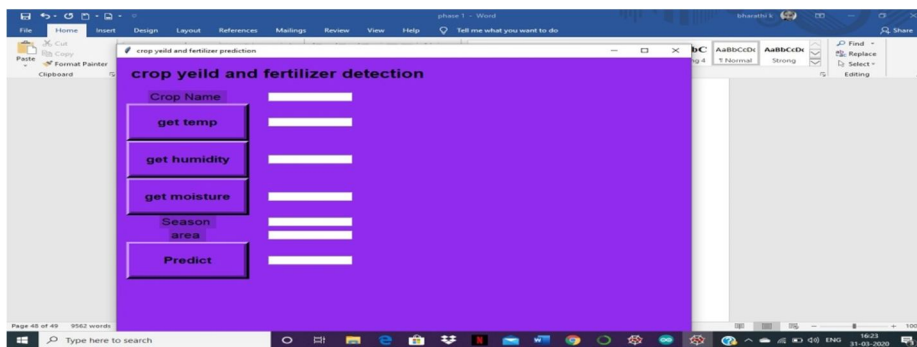 phase 1 - Word
bharathi k
File Home Insert Design Layout References Mailings Review View Help Tell me what you want to do
Share
Cut
Copy
Paste
Format Painter
Clipboard
crop yeild and fertilizer prediction
AaBbCcDc AaBbCcDc
¶ Normal Strong
Find
Replace
Select
Editing
crop yeild and fertilizer detection
Crop Name
get temp
get humidity
get moisture
Season
area
Predict
Page 48 of 49 9562 words
Type here to search
ENG
16:23
31-03-2020